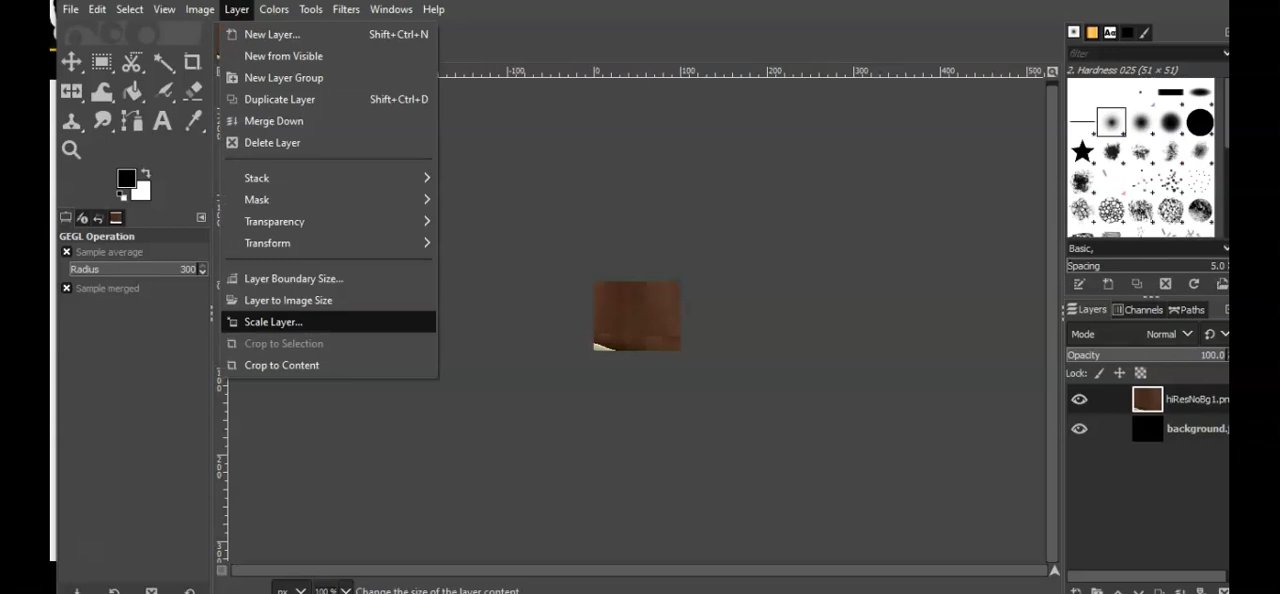 File Edit Select View Image Layer Colors Tools Filters Windows Help
New Layer... Shift+Ctrl+N
New from Visible
New Layer Group
Duplicate Layer Shift+Ctrl+D
Merge Down
Delete Layer
Stack
Mask
Transparency
Transform
Layer Boundary Size...
Layer to Image Size
Scale Layer...
Crop to Selection
Crop to Content
GEGL Operation
Sample average
Radius 300
Sample merged
-100 0 100 200 300 400 500
filter
2. Hardness 025 (51 × 51)
Basic,
Spacing 5.0
Layers Channels Paths
Mode Normal
Opacity 100.0
Lock:
hiResNoBg1.pn
background.j
px 100 % Change the size of the layer content